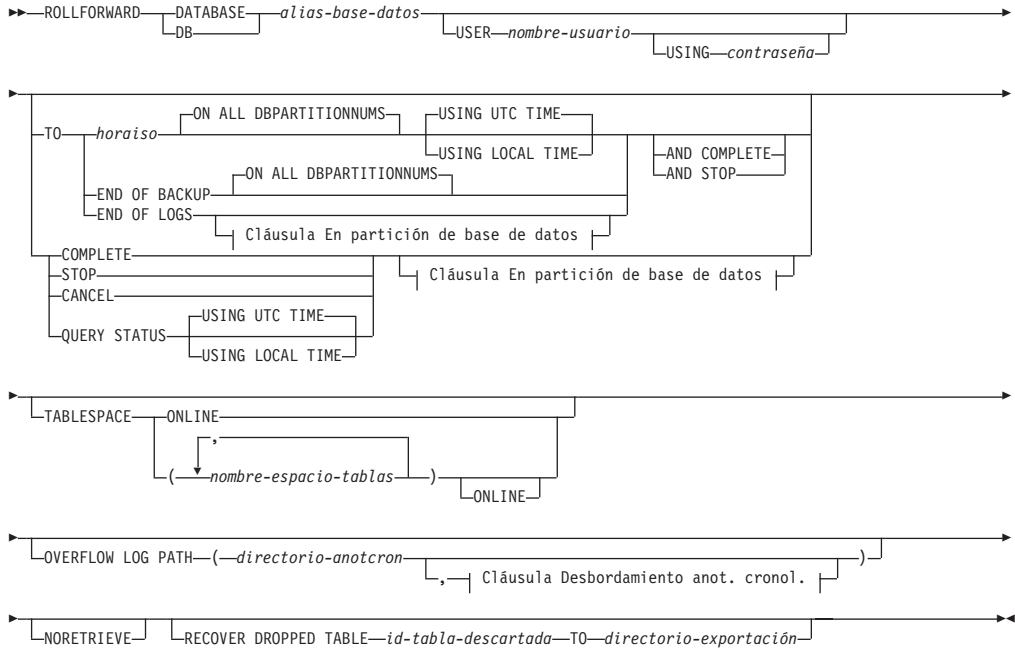 ROLLFORWARD DATABASE alias-base-datos
DB USER nombre-usuario
USING contraseña
ON ALL DBPARTITIONNUMS USING UTC TIME
TO horaiso
USING LOCAL TIME AND COMPLETE
ON ALL DBPARTITIONNUMS AND STOP
END OF BACKUP
END OF LOGS
Cláusula En partición de base de datos
COMPLETE
STOP Cláusula En partición de base de datos
CANCEL
USING UTC TIME
QUERY STATUS
USING LOCAL TIME
TABLESPACE ONLINE
,
( nombre-espacio-tablas )
ONLINE
OVERFLOW LOG PATH ( directorio-anotcron )
, Cláusula Desbordamiento anot. cronol.
NORETRIEVE RECOVER DROPPED TABLE id-tabla-descartada TO directorio-exportación